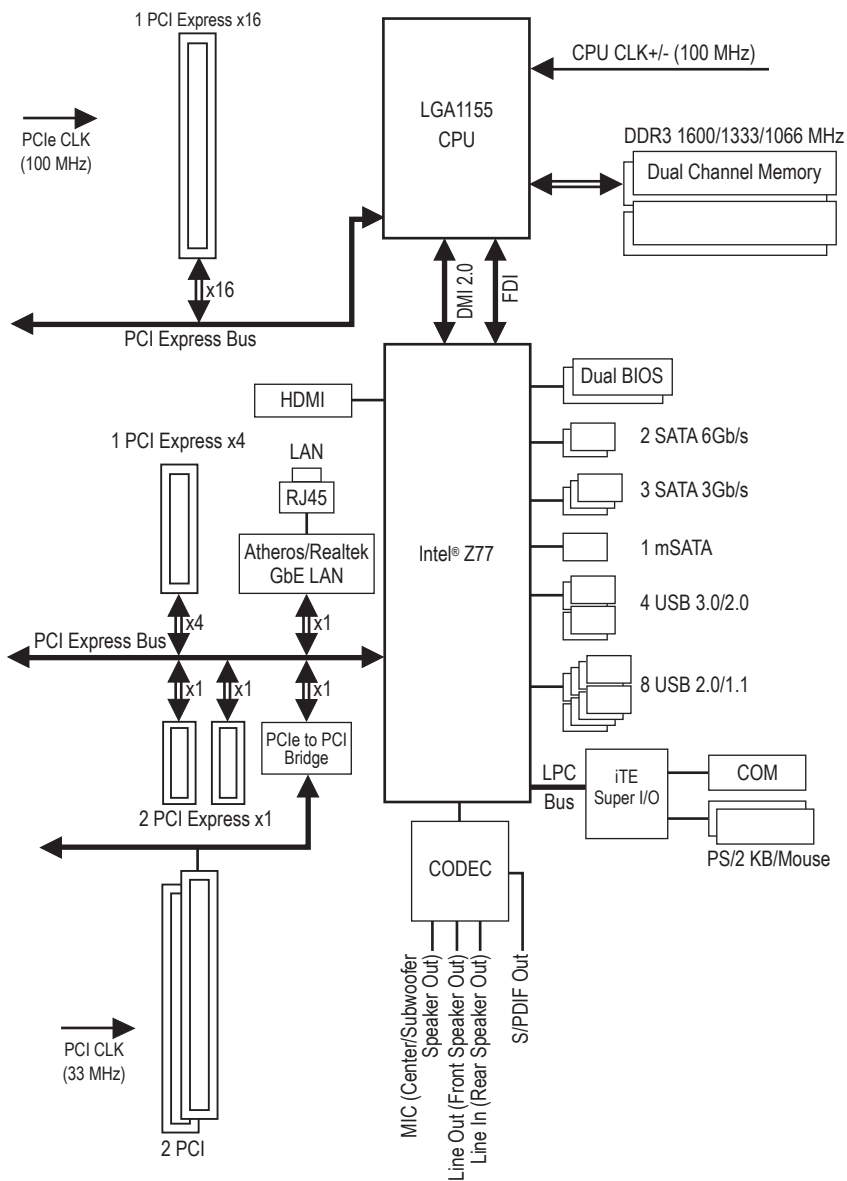 1 PCI Express x16
PCIe CLK
(100 MHz)
x16
PCI Express Bus
LGA1155
CPU
CPU CLK+/- (100 MHz)
DDR3 1600/1333/1066 MHz
Dual Channel Memory
DMI 2.0
FDI
HDMI
Intel® Z77
Dual BIOS
2 SATA 6Gb/s
3 SATA 3Gb/s
1 mSATA
4 USB 3.0/2.0
8 USB 2.0/1.1
1 PCI Express x4
LAN
RJ45
Atheros/Realtek
GbE LAN
x4
x1
PCI Express Bus
x1
x1
x1
PCIe to PCI
Bridge
2 PCI Express x1
LPC
Bus
iTE
Super I/O
COM
PS/2 KB/Mouse
CODEC
MIC (Center/Subwoofer
Speaker Out)
Line Out (Front Speaker Out)
Line In (Rear Speaker Out)
S/PDIF Out
PCI CLK
(33 MHz)
2 PCI